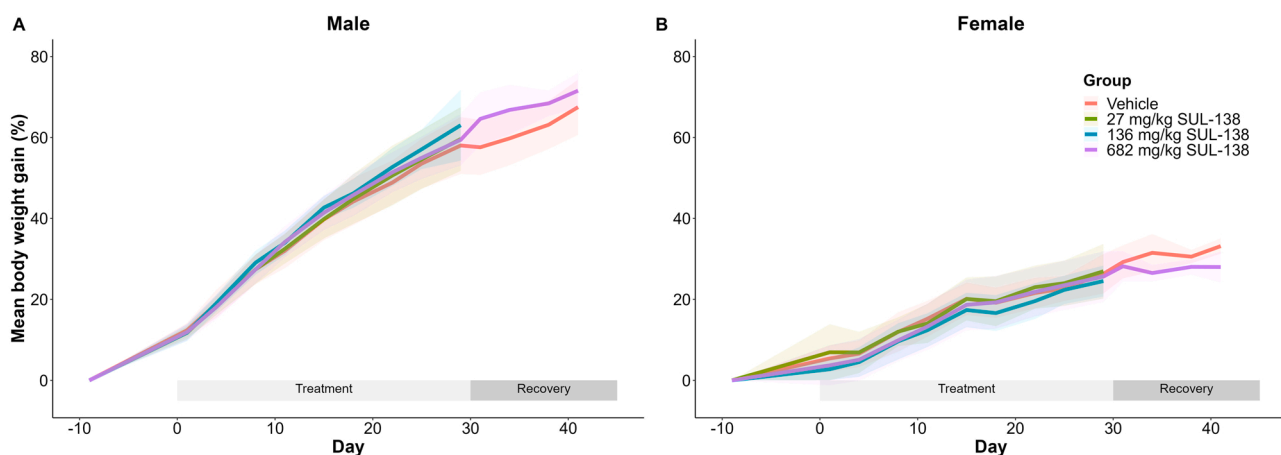 A
Male
Mean body weight gain (%)
80
60
40
20
0
Treatment
Recovery
-10
0
10
20
30
40
Day
B
Female
80
60
40
20
0
Group
Vehicle
27 mg/kg SUL-138
136 mg/kg SUL-138
682 mg/kg SUL-138
Treatment
Recovery
-10
0
10
20
30
40
Day